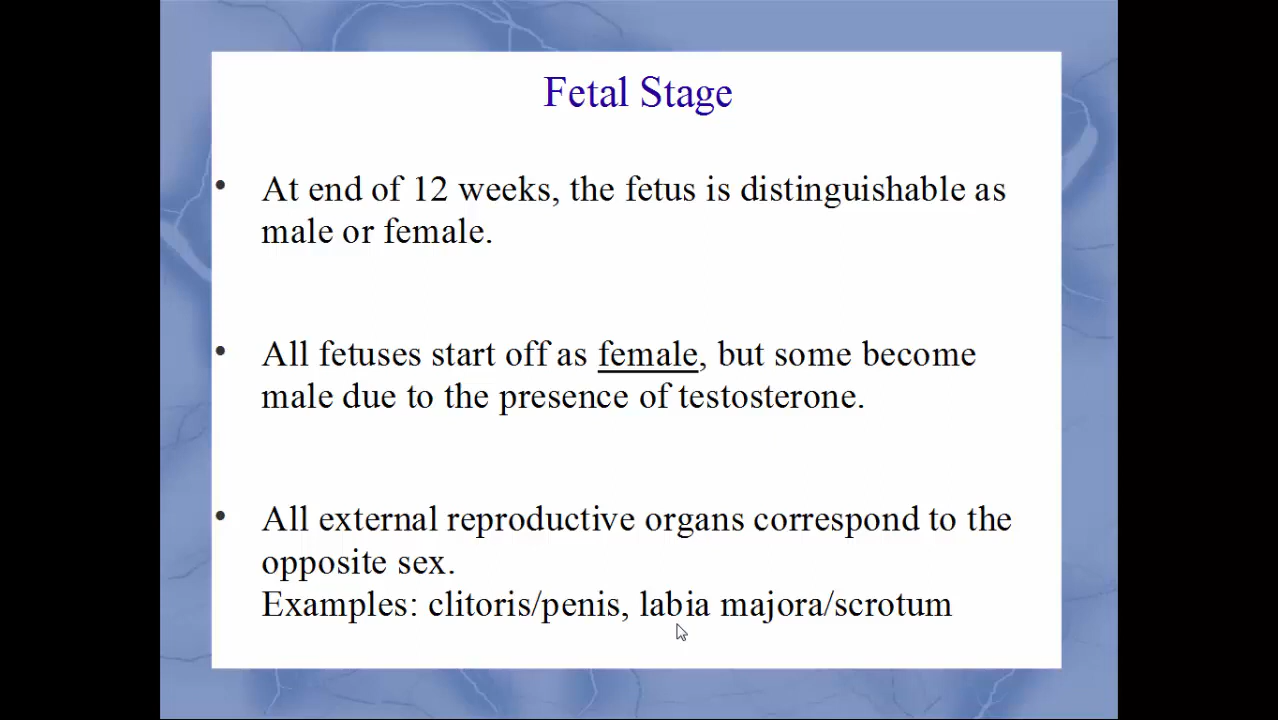 Fetal Stage
• At end of 12 weeks, the fetus is distinguishable as
male or female.
• All fetuses start off as female, but some become
male due to the presence of testosterone.
• All external reproductive organs correspond to the
opposite sex.
Examples: clitoris/penis, labia majora/scrotum